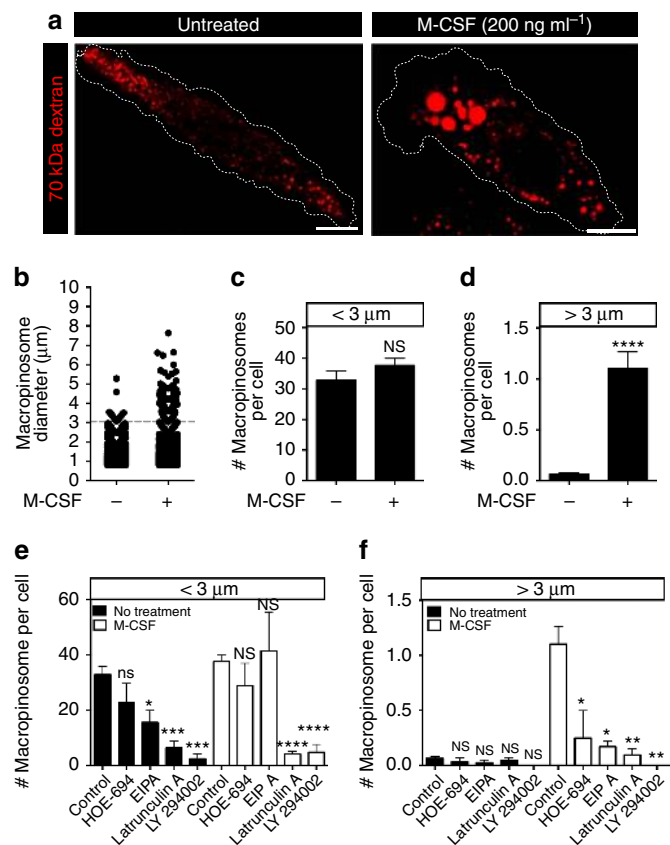 a
Untreated
M-CSF (200 ng ml⁻¹)
70 kDa dextran
b
Macropinosome diameter (μm)
10
9
8
7
6
5
4
3
2
1
0
M-CSF – +
c
< 3 μm
# Macropinosomes per cell
50
40
30
20
10
0
NS
M-CSF – +
d
> 3 μm
# Macropinosomes per cell
1.5
1.0
0.5
0.0
****
M-CSF – +
e
< 3 μm
# Macropinosome per cell
60
40
20
0
No treatment
M-CSF
ns
*
***
***
NS
NS
****
****
Control
HOE-694
EIPA
Latrunculin A
LY 294002
Control
HOE-694
EIP A
Latrunculin A
LY 294002
f
> 3 μm
# Macropinosome per cell
1.5
1.0
0.5
0.0
No treatment
M-CSF
NS
NS
NS
NS
*
*
**
**
Control
HOE-694
EIPA
Latrunculin A
LY 294002
Control
HOE-694
EIP A
Latrunculin A
LY 294002